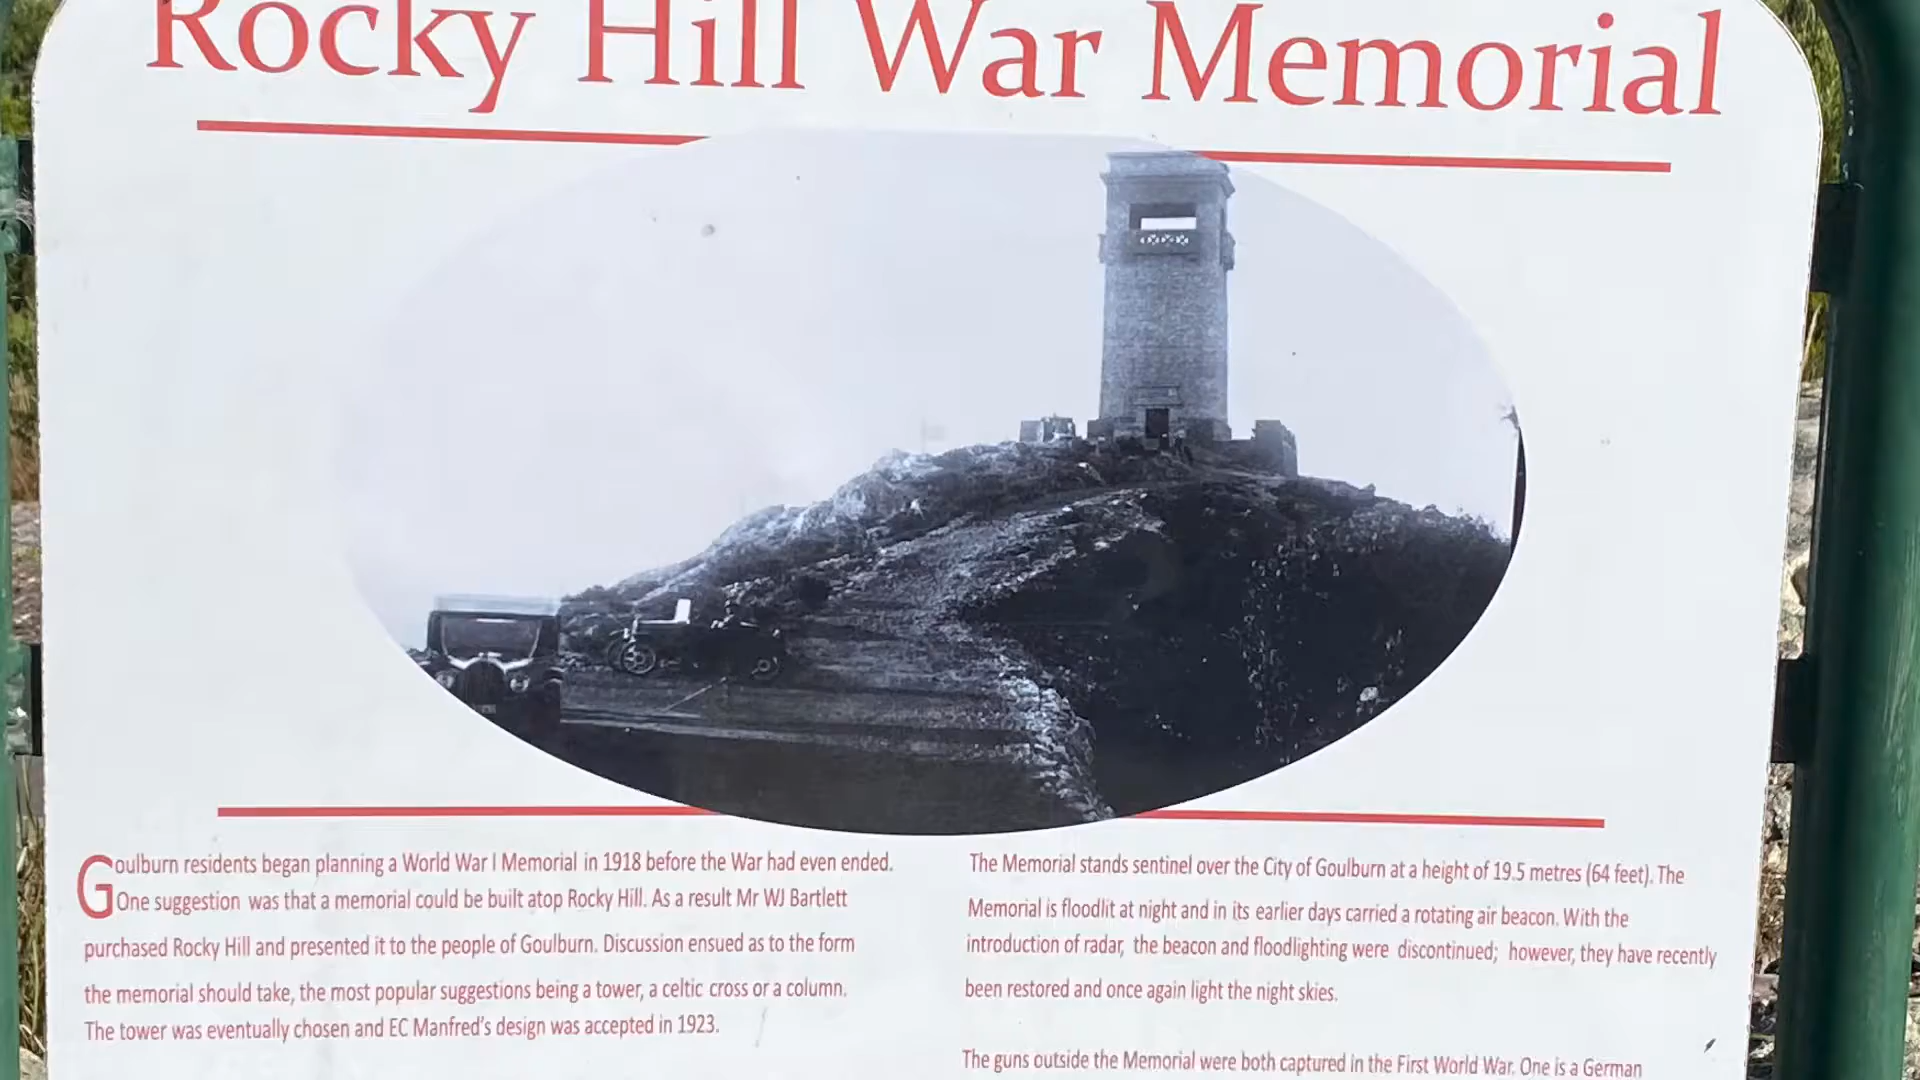 Rocky Hill War Memorial
Goulburn residents began planning a World War I Memorial in 1918 before the War had even ended.
One suggestion was that a memorial could be built atop Rocky Hill. As a result Mr WJ Bartlett
purchased Rocky Hill and presented it to the people of Goulburn. Discussion ensued as to the form
the memorial should take, the most popular suggestions being a tower, a celtic cross or a column.
The tower was eventually chosen and EC Manfred's design was accepted in 1923.
The Memorial stands sentinel over the City of Goulburn at a height of 19.5 metres (64 feet). The
Memorial is floodlit at night and in its earlier days carried a rotating air beacon. With the
introduction of radar, the beacon and floodlighting were discontinued; however, they have recently
been restored and once again light the night skies.
The guns outside the Memorial were both captured in the First World War. One is a German